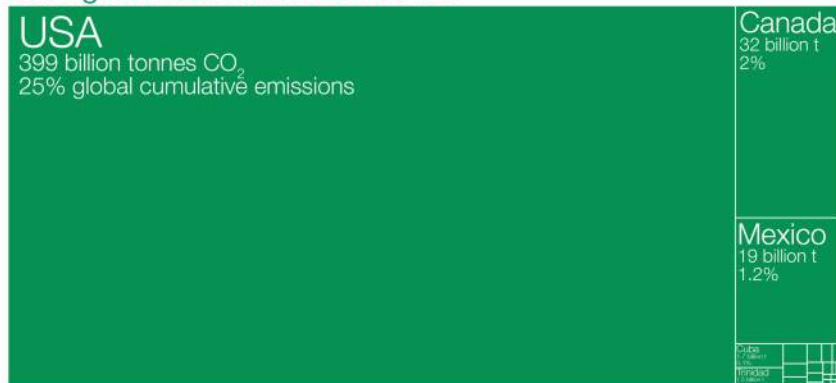 USA
399 billion tonnes CO₂
25% global cumulative emissions
Canada
32 billion t
2%
Mexico
19 billion t
1.2%
Cuba
Trinidad